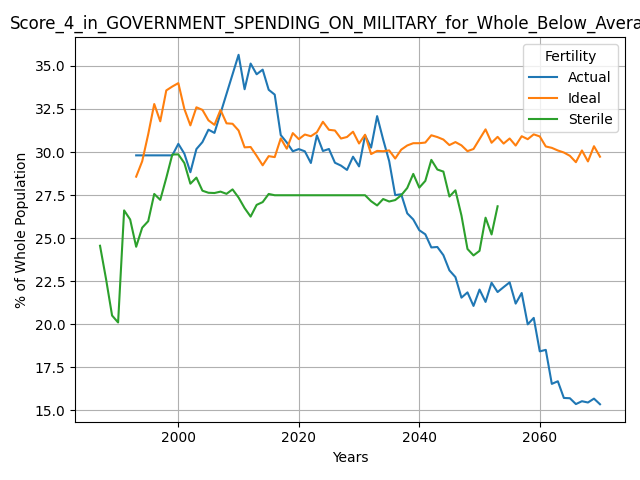 Score_4_in_GOVERNMENT_SPENDING_ON_MILITARY_for_Whole_Below_Avera
Fertility
Actual
Ideal
Sterile
% of Whole Population
35.0
32.5
30.0
27.5
25.0
22.5
20.0
17.5
15.0
2000
2020
2040
2060
Years